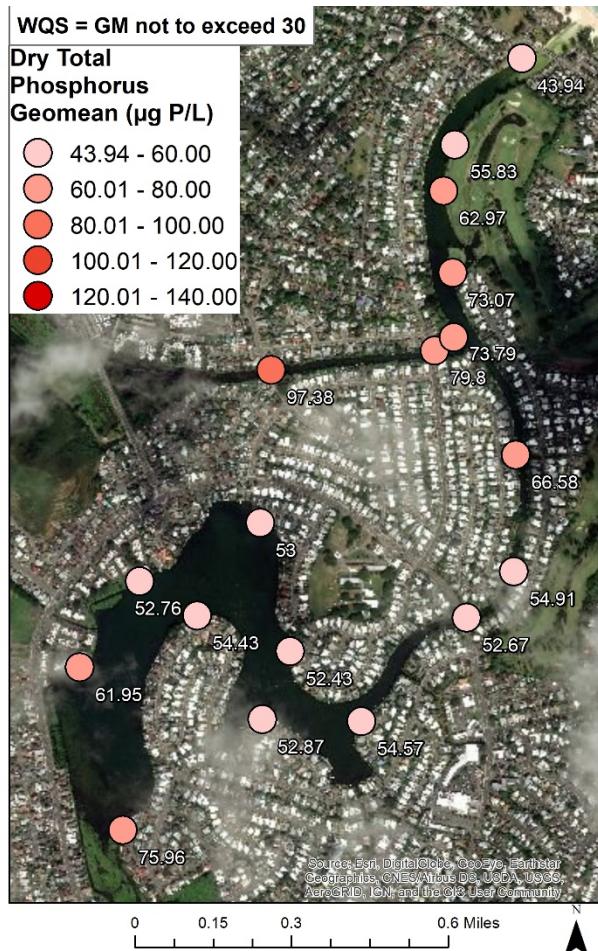 WQS = GM not to exceed 30
Dry Total
Phosphorus
Geomean (µg P/L)
43.94 - 60.00
60.01 - 80.00
80.01 - 100.00
100.01 - 120.00
120.01 - 140.00
43.94
55.83
62.97
73.07
73.79
79.8
97.38
66.58
53
54.91
52.76
54.43
52.67
52.43
61.95
52.87
54.57
75.96
Source: Esri, DigitalGlobe, GeoEye, Earthstar
Geographics, CNES/Airbus DS, USDA, USGS,
AeroGRID, IGN, and the GIS User Community
N
0 0.15 0.3 0.6 Miles